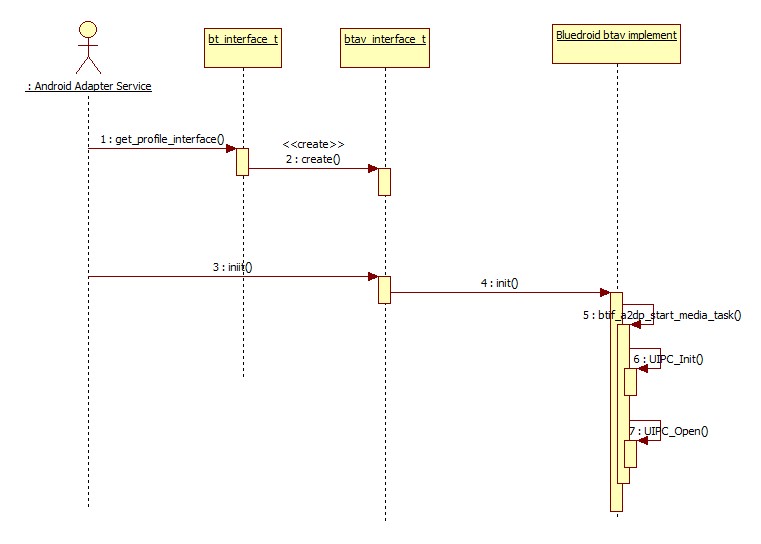 bt_interface_t
btav_interface_t
Bluedroid btav implement
: Android Adapter Service
1 : get_profile_interface()
<<create>>
2 : create()
3 : iniit()
4 : init()
5 : btif_a2dp_start_media_task()
6 : UIPC_Init()
7 : UIPC_Open()